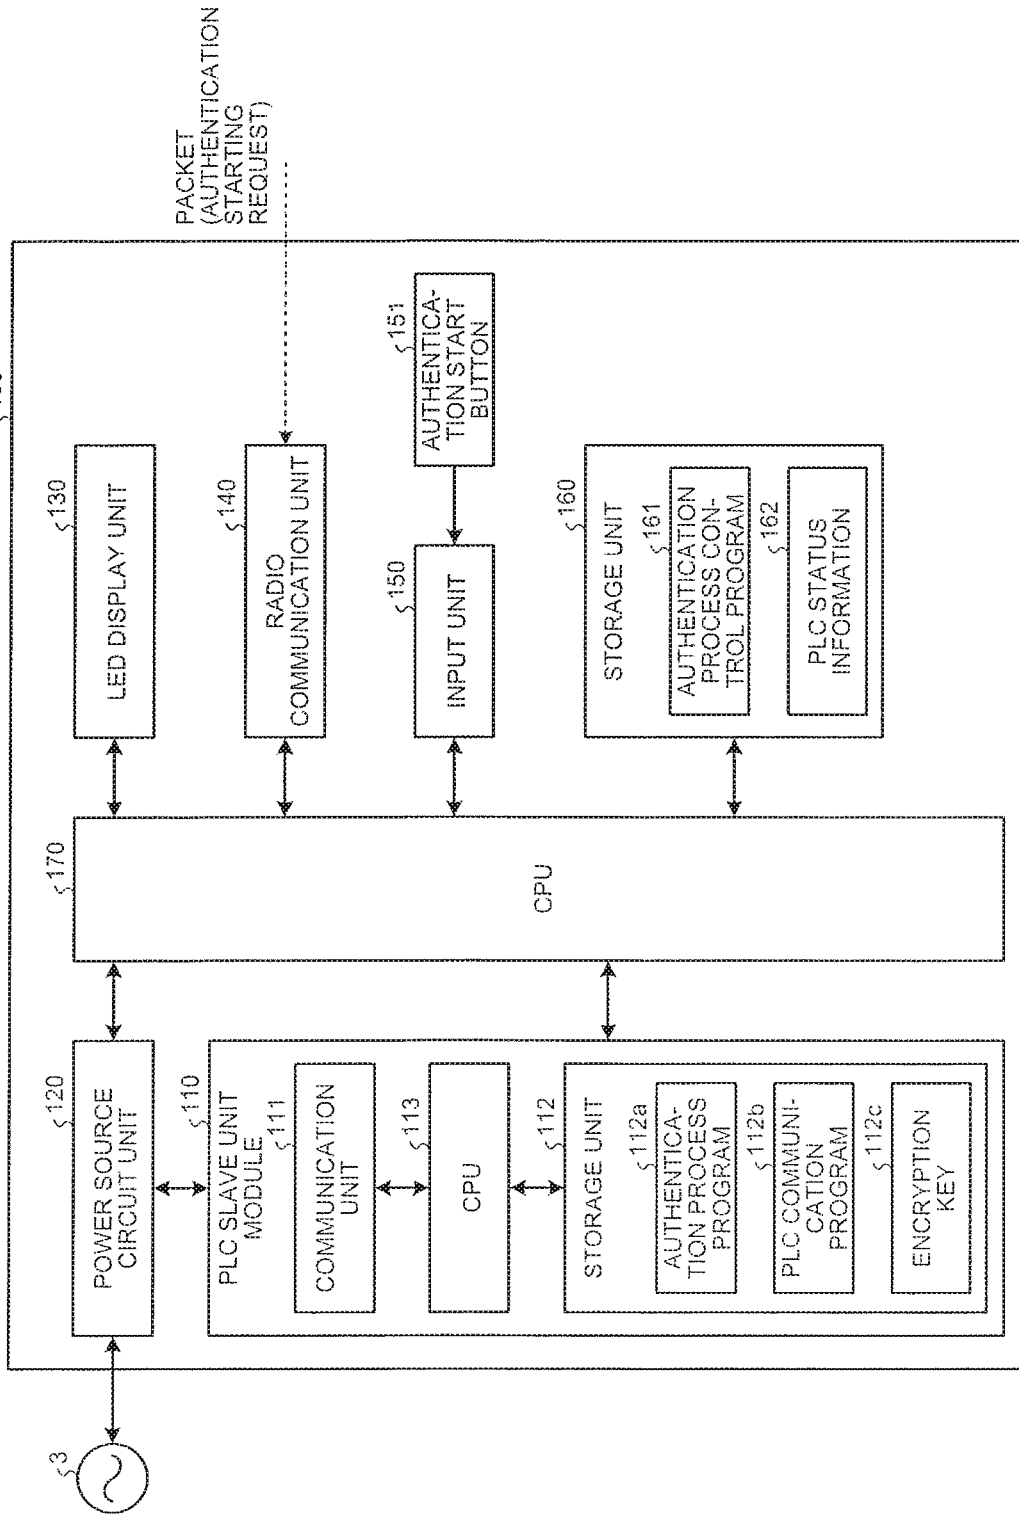 3
120
POWER SOURCE
CIRCUIT UNIT
110
PLC SLAVE UNIT
MODULE
111
COMMUNICATION
UNIT
113
CPU
112
STORAGE UNIT
112a
AUTHENTICA-
TION PROCESS
PROGRAM
112b
PLC COMMUNI-
CATION
PROGRAM
112c
ENCRYPTION
KEY
170
CPU
130
LED DISPLAY UNIT
140
RADIO
COMMUNICATION UNIT
150
INPUT UNIT
151
AUTHENTICA-
TION START
BUTTON
160
STORAGE UNIT
161
AUTHENTICATION
PROCESS CON-
TROL PROGRAM
162
PLC STATUS
INFORMATION
PACKET
(AUTHENTICATION
STARTING
REQUEST)